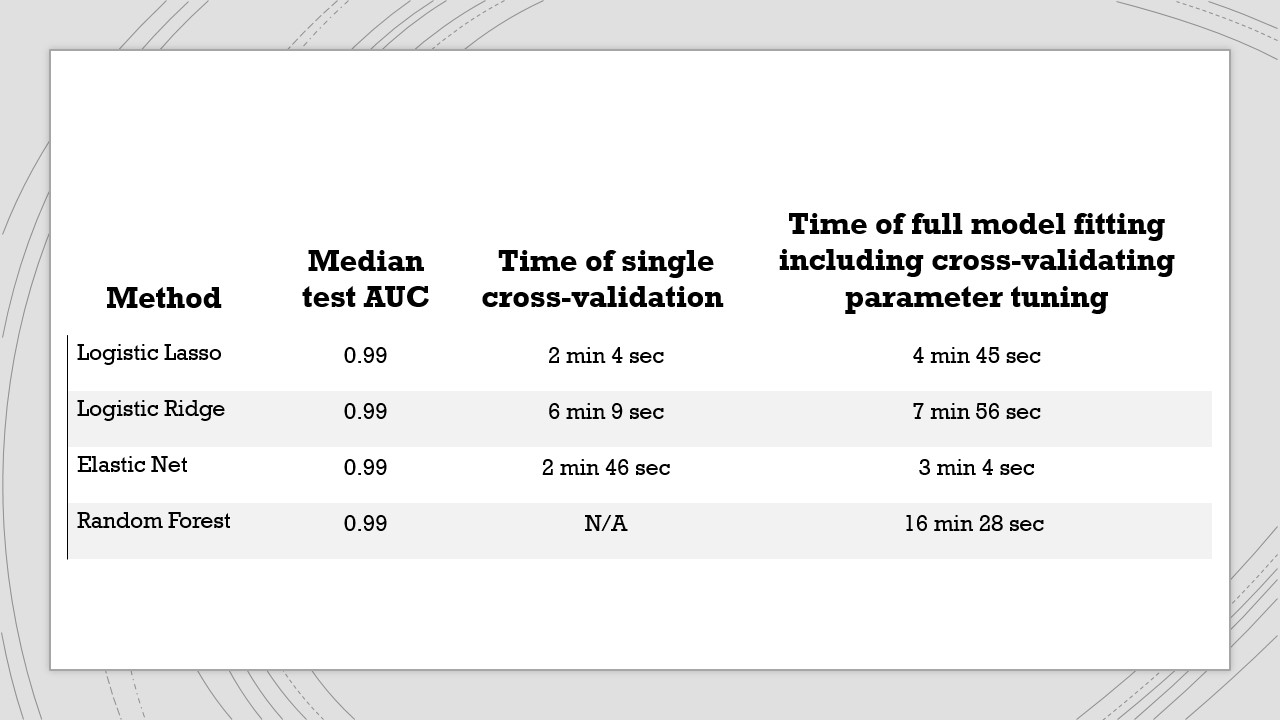 Method
Median
test AUC
Time of single
cross-validation
Time of full model fitting
including cross-validating
parameter tuning
Logistic Lasso 0.99 2 min 4 sec 4 min 45 sec
Logistic Ridge 0.99 6 min 9 sec 7 min 56 sec
Elastic Net 0.99 2 min 46 sec 3 min 4 sec
Random Forest 0.99 N/A 16 min 28 sec